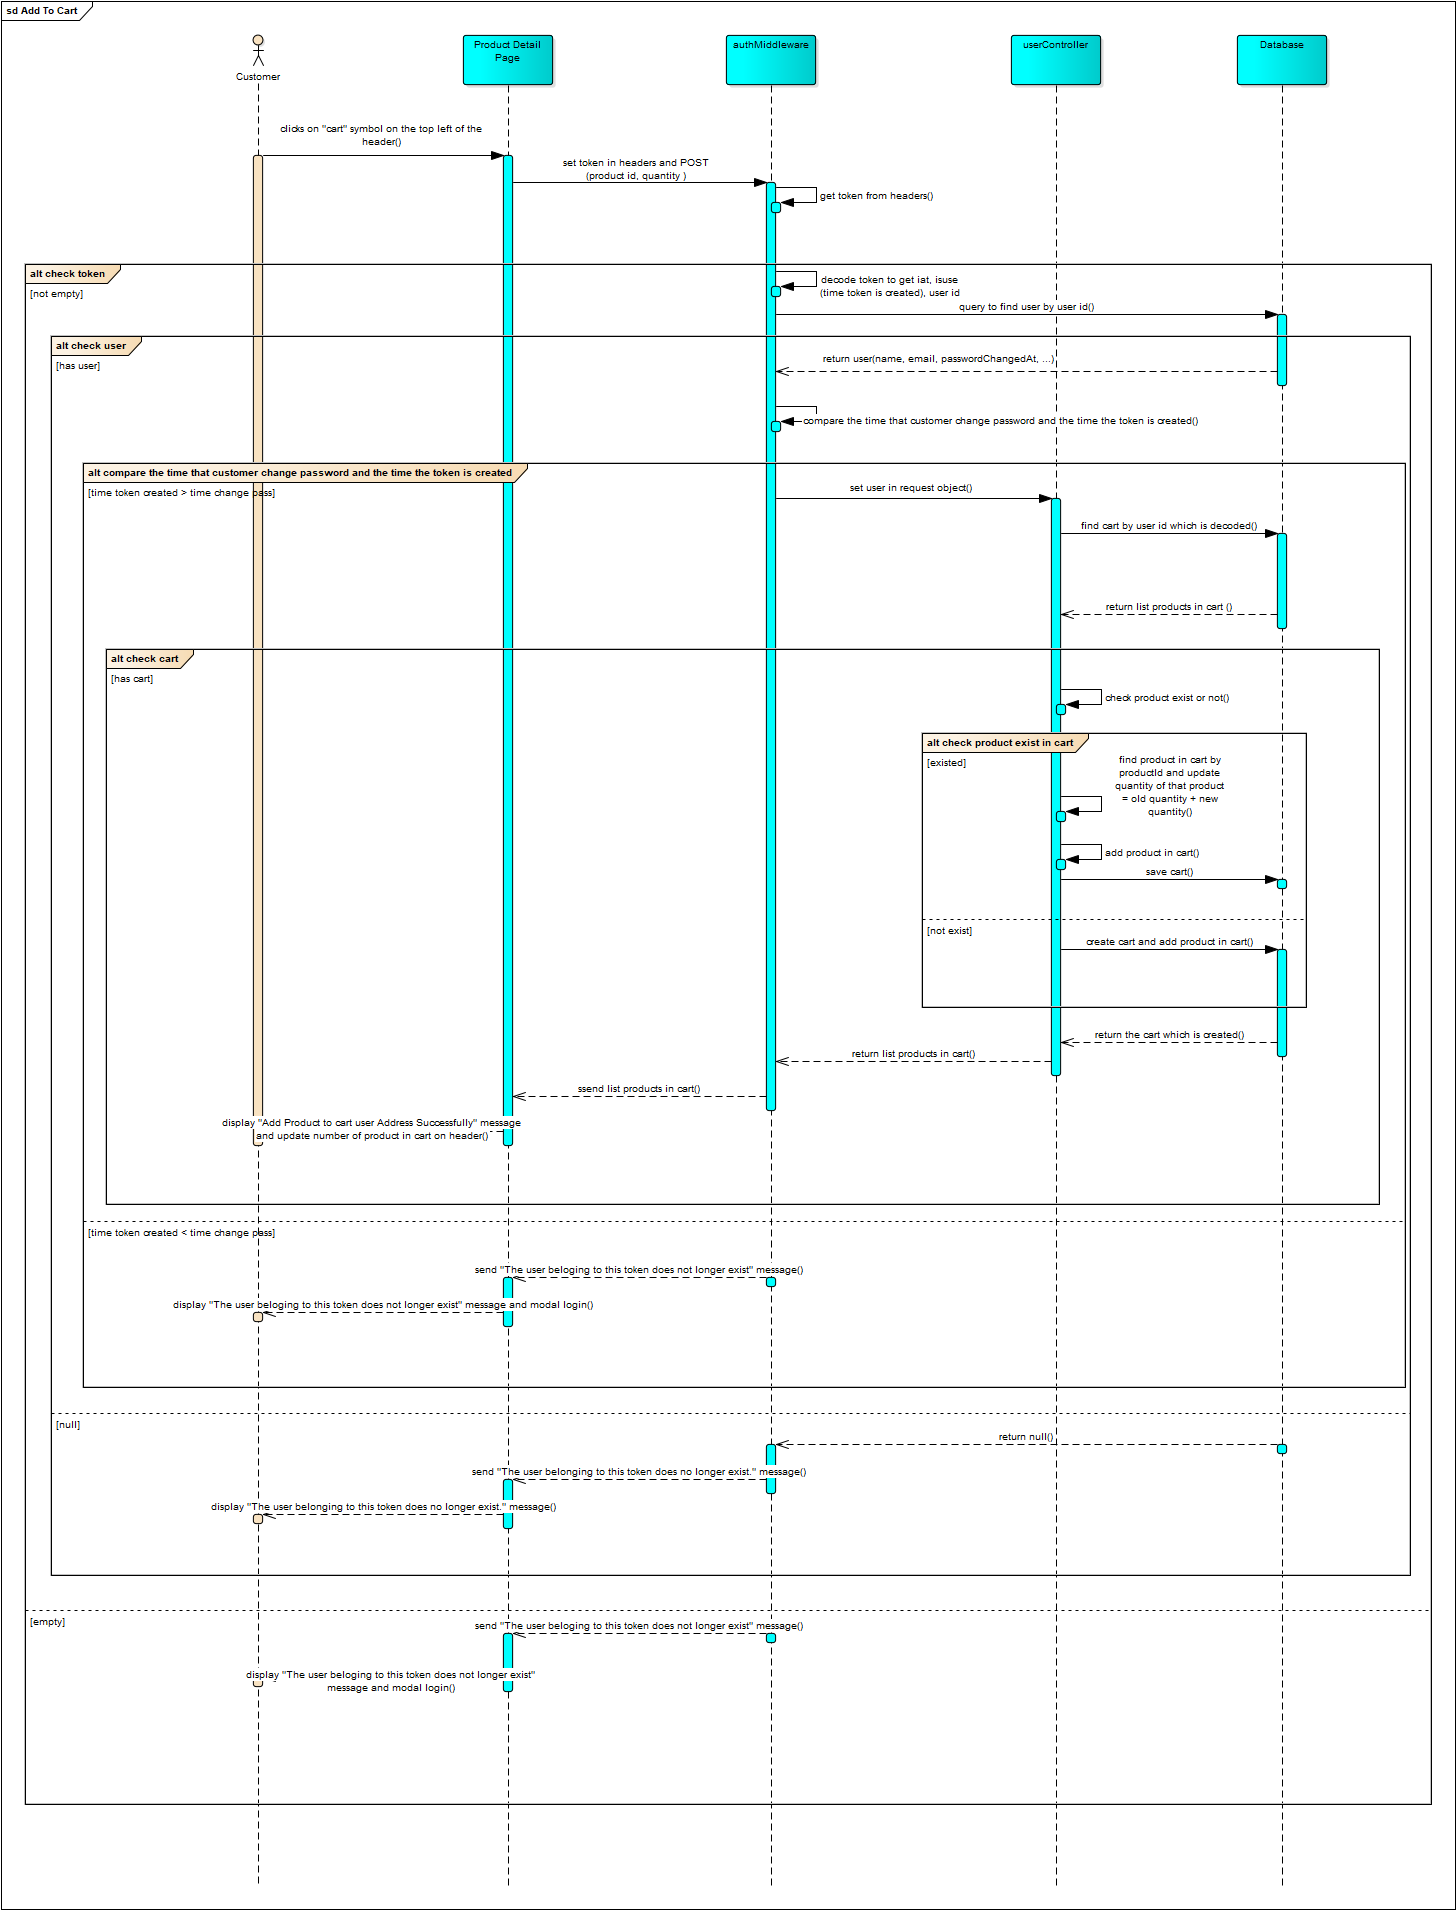 sd Add To Cart
Customer
Product Detail
Page
authMiddleware
userController
Database
clicks on "cart" symbol on the top left of the
header()
set token in headers and POST
(product id, quantity )
get token from headers()
alt check token
[not empty]
decode token to get iat, isuse
(time token is created), user id
query to find user by user id()
alt check user
[has user]
return user(name, email, passwordChangedAt, ...)
compare the time that customer change password and the time the token is created()
alt compare the time that customer change password and the time the token is created
[time token created > time change pass]
set user in request object()
find cart by user id which is decoded()
return list products in cart ()
alt check cart
[has cart]
check product exist or not()
alt check product exist in cart
[existed]
find product in cart by
productId and update
quantity of that product
= old quantity + new
quantity()
add product in cart()
save cart()
[not exist]
create cart and add product in cart()
return the cart which is created()
return list products in cart()
ssend list products in cart()
display "Add Product to cart user Address Successfully" message
and update number of product in cart on header()
[time token created < time change pass]
send "The user beloging to this token does not longer exist" message()
display "The user beloging to this token does not longer exist" message and modal login()
[null]
return null()
send "The user belonging to this token does no longer exist." message()
display "The user belonging to this token does no longer exist." message()
[empty]
send "The user beloging to this token does not longer exist" message()
display "The user beloging to this token does not longer exist"
message and modal login()